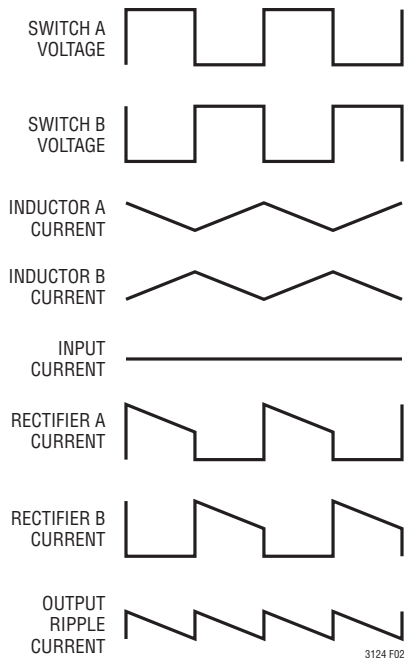 SWITCH A
VOLTAGE
SWITCH B
VOLTAGE
INDUCTOR A
CURRENT
INDUCTOR B
CURRENT
INPUT
CURRENT
RECTIFIER A
CURRENT
RECTIFIER B
CURRENT
OUTPUT
RIPPLE
CURRENT
3124 F02